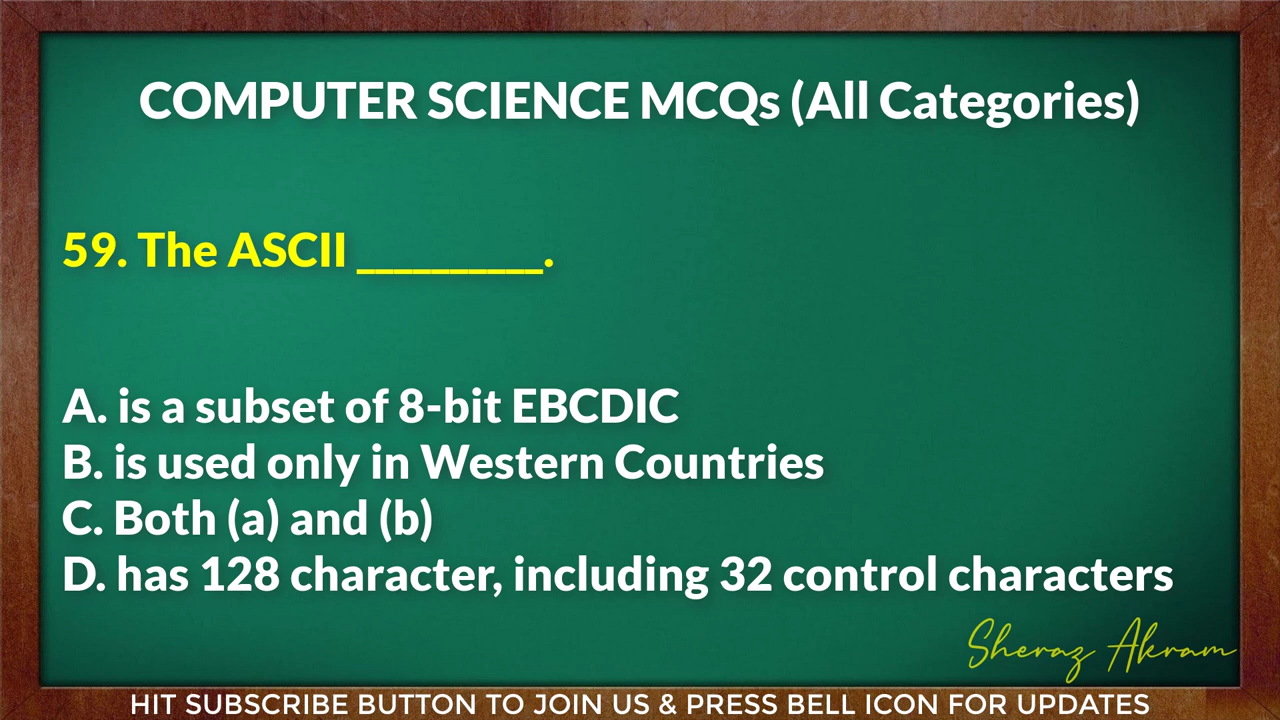 COMPUTER SCIENCE MCQs (All Categories)
59. The ASCII __________.
A. is a subset of 8-bit EBCDIC
B. is used only in Western Countries
C. Both (a) and (b)
D. has 128 character, including 32 control characters
Sheraz Akram
HIT SUBSCRIBE BUTTON TO JOIN US & PRESS BELL ICON FOR UPDATES